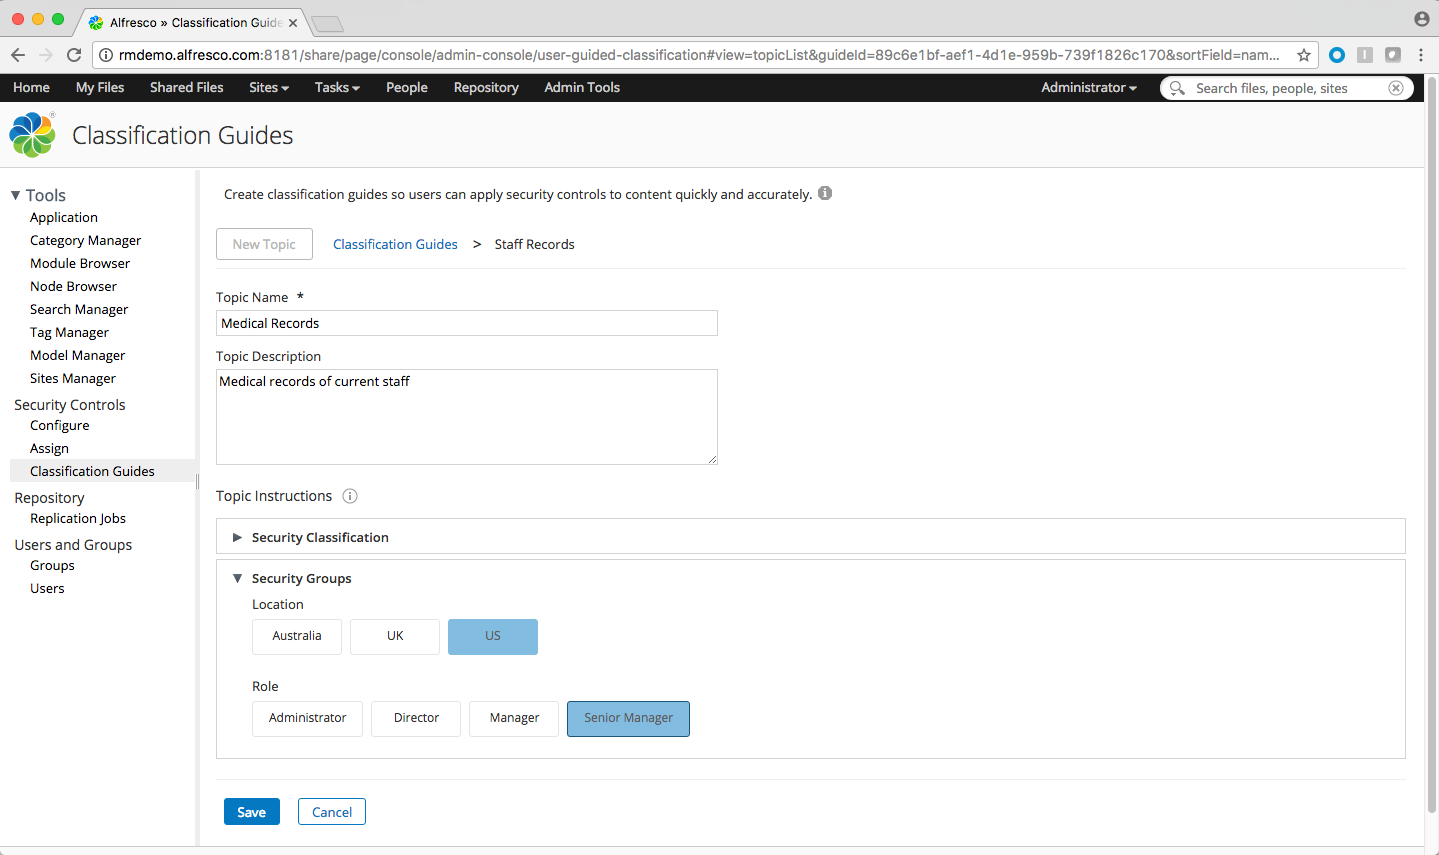 Alfresco » Classification Guide
rmdemo.alfresco.com:8181/share/page/console/admin-console/user-guided-classification#view=topicList&guideId=89c6e1bf-aef1-4d1e-959b-739f1826c170&sortField=nam...
Home My Files Shared Files Sites Tasks People Repository Admin Tools Administrator Search files, people, sites
Classification Guides
Tools
Application
Category Manager
Module Browser
Node Browser
Search Manager
Tag Manager
Model Manager
Sites Manager
Security Controls
Configure
Assign
Classification Guides
Repository
Replication Jobs
Users and Groups
Groups
Users
Create classification guides so users can apply security controls to content quickly and accurately.
New Topic Classification Guides > Staff Records
Topic Name *
Medical Records
Topic Description
Medical records of current staff
Topic Instructions
Security Classification
Security Groups
Location
Australia UK US
Role
Administrator Director Manager Senior Manager
Save Cancel